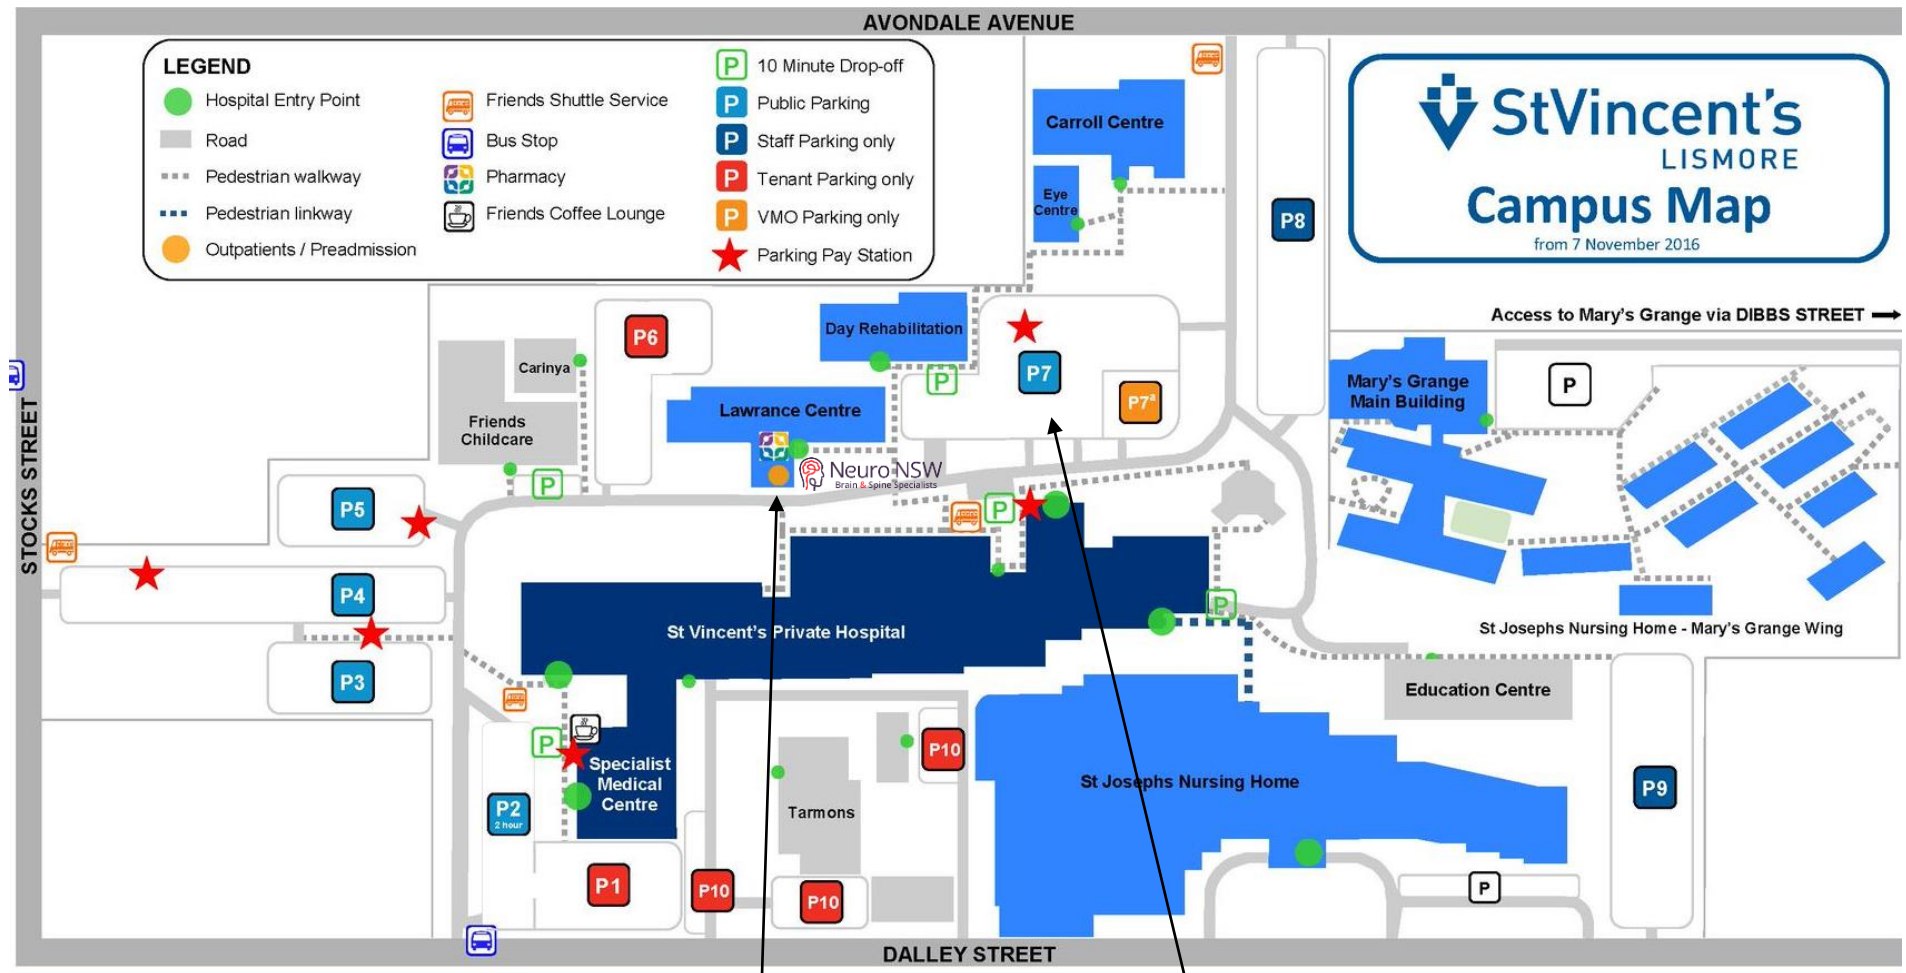 AVONDALE AVENUE
LEGEND
Hospital Entry Point
Road
Pedestrian walkway
Pedestrian linkway
Outpatients / Preadmission
Friends Shuttle Service
Bus Stop
Pharmacy
Friends Coffee Lounge
P 10 Minute Drop-off
P Public Parking
P Staff Parking only
P Tenant Parking only
P VMO Parking only
Parking Pay Station
StVincent's
LISMORE
Campus Map
from 7 November 2016
Carroll Centre
Eye
Centre
P8
Access to Mary's Grange via DIBBS STREET
P6
Day Rehabilitation
P7
P7a
P
Carinya
Friends
Childcare
P
Lawrance Centre
Neuro NSW
Brain & Spine Specialists
Mary's Grange
Main Building
P
STOCKS STREET
P5
P
P4
P3
St Vincent's Private Hospital
P
St Josephs Nursing Home - Mary's Grange Wing
Education Centre
P
Specialist
Medical
Centre
P2
2 hour
P1
P10
P10
P10
Tarmons
St Josephs Nursing Home
P9
P
DALLEY STREET